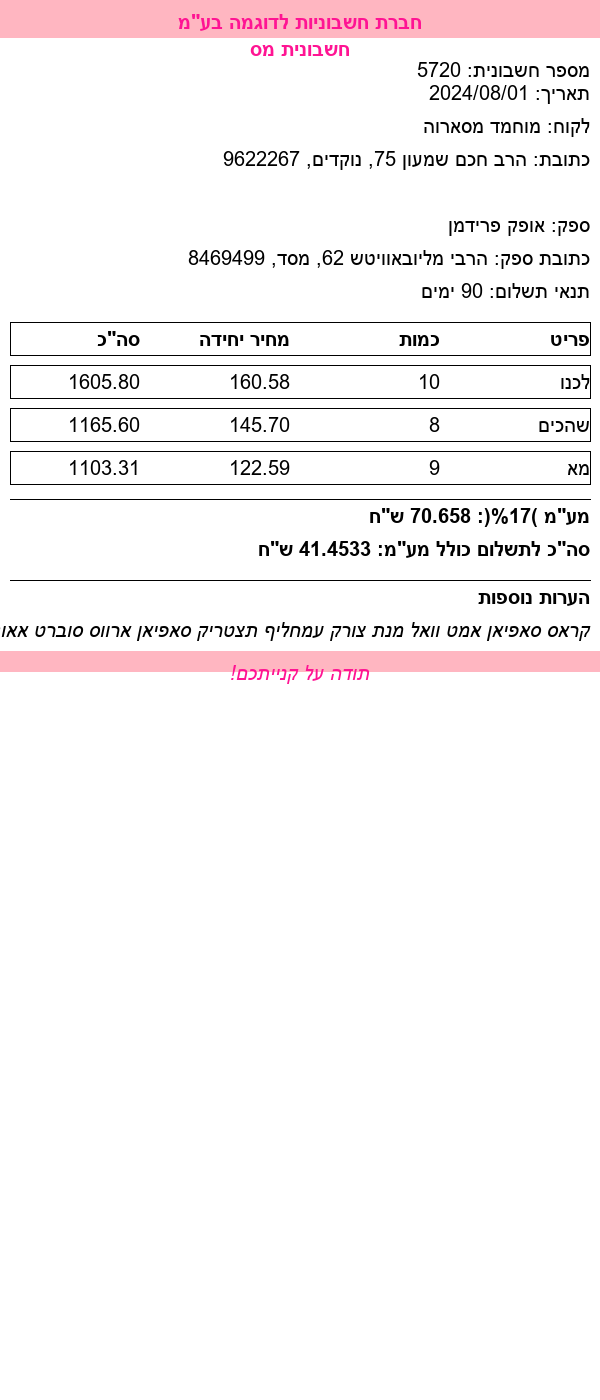 חברת חשבוניות לדוגמה בע"מ
חשבונית מס
מספר חשבונית: 5720
תאריך: 2024/08/01
לקוח: מוחמד מסארוה
כתובת: הרב חכם שמעון 75, נוקדים, 9622267
ספק: אופק פרידמן
כתובת ספק: הרבי מליובאוויטש 62, מסד, 8469499
תנאי תשלום: 90 ימים
פריט כמות מחיר יחידה סה"כ
לכנו 10 160.58 1605.80
שהכים 8 145.70 1165.60
מא 9 122.59 1103.31
מע"מ )17%(: 70.658 ש"ח
סה"כ לתשלום כולל מע"מ: 41.4533 ש"ח
הערות נוספות
קראס סאפיאן אמט וואל מנת צורק עמחליף תצטריק סאפיאן ארווס סוברט אאו
תודה על קנייתכם!